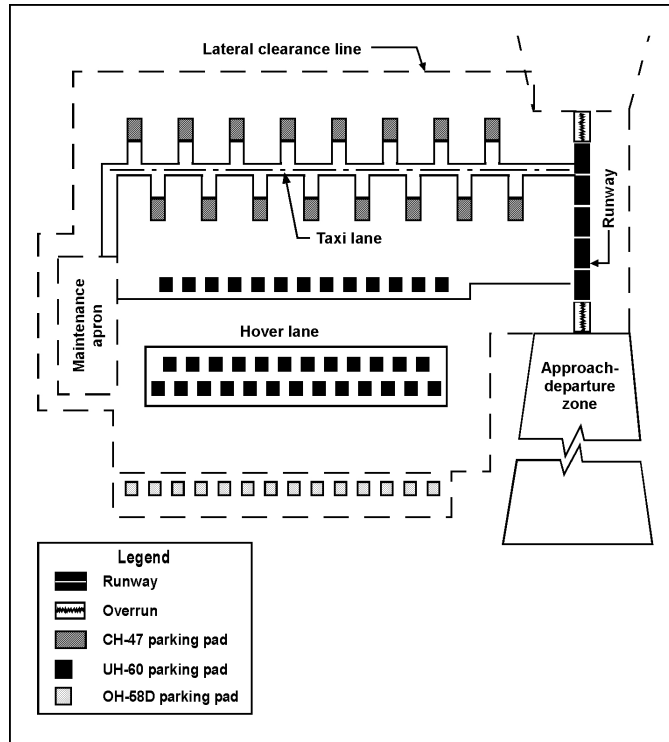 Lateral clearance line
Runway
Taxi lane
Maintenance
apron
Hover lane
Approach-
departure
zone
Legend
Runway
Overrun
CH-47 parking pad
UH-60 parking pad
OH-58D parking pad